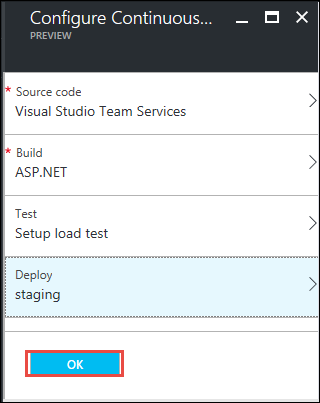 Configure Continuous...
PREVIEW
* Source code
Visual Studio Team Services
* Build
ASP.NET
Test
Setup load test
Deploy
staging
OK